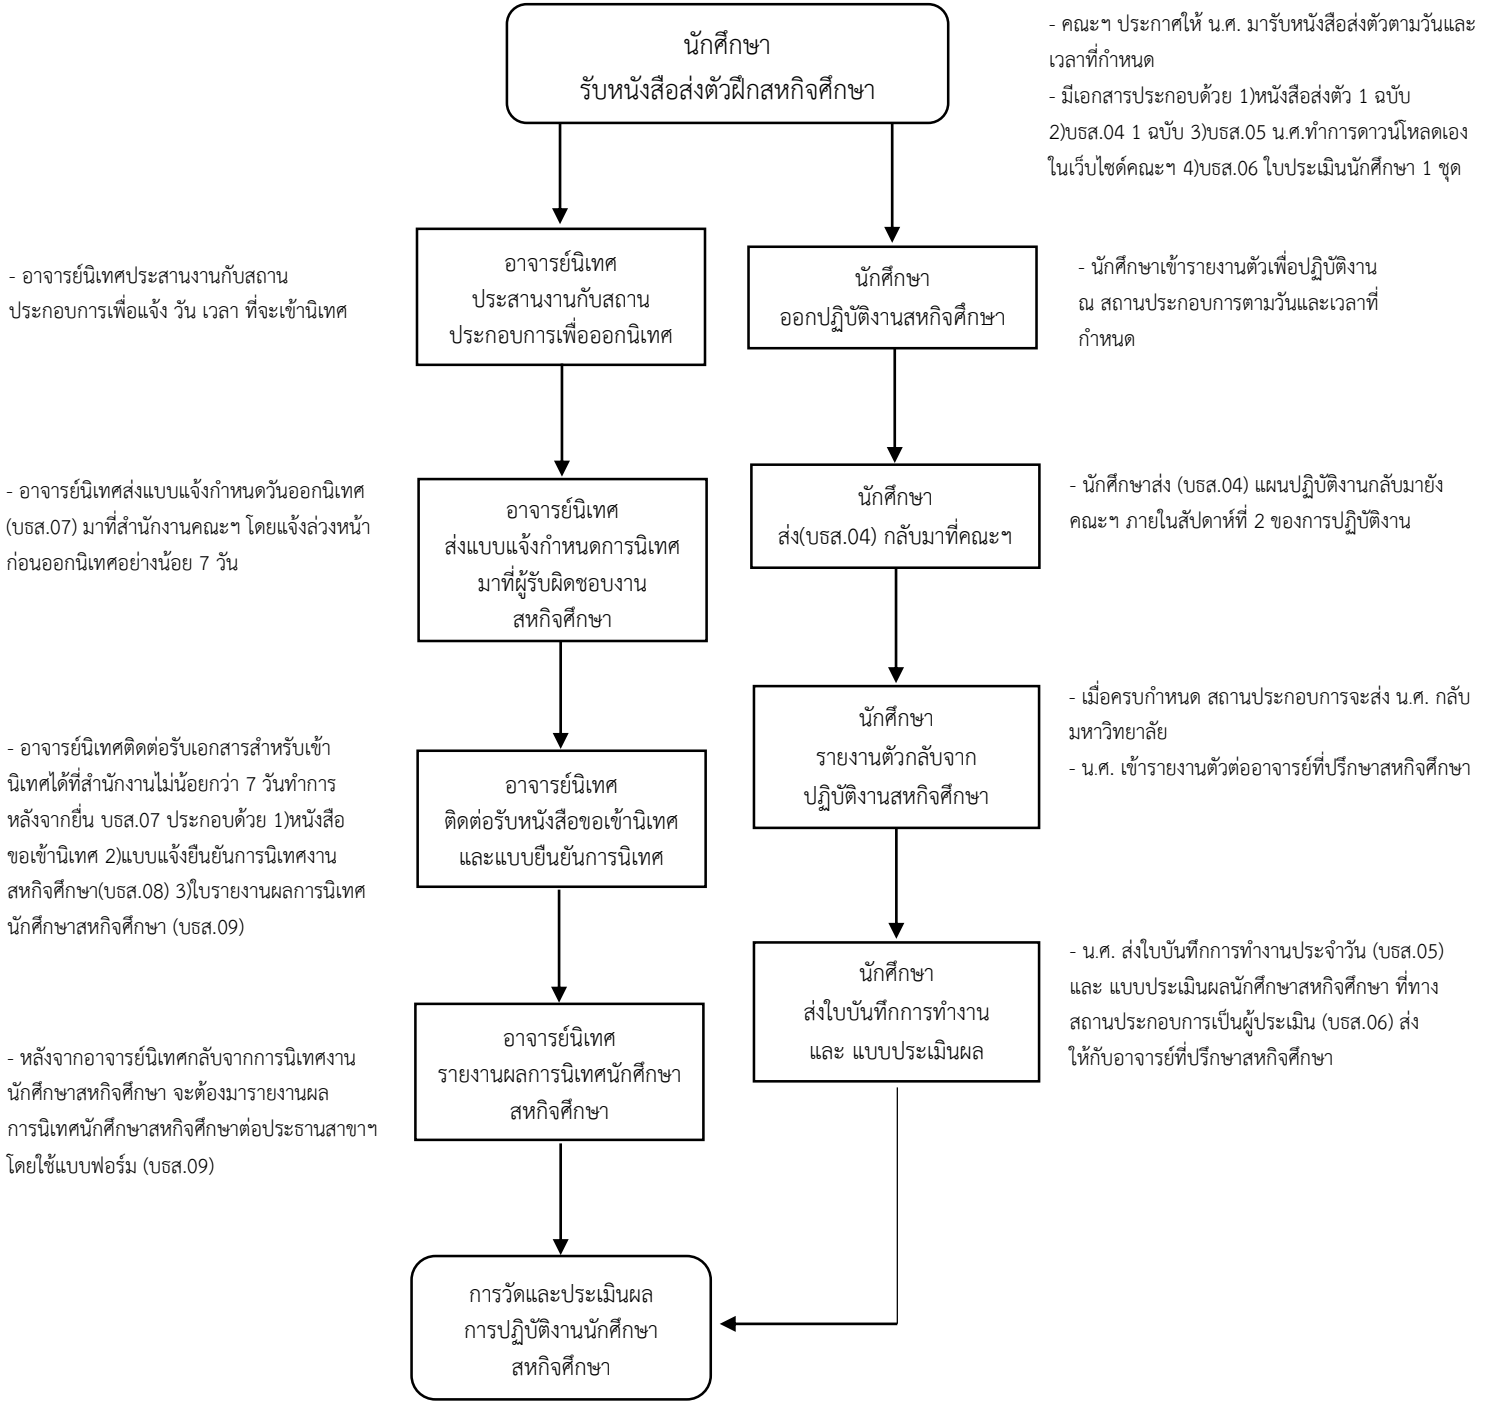 นักศึกษา
รับหนังสือส่งตัวฝึกสหกิจศึกษา
- คณะฯ ประกาศให้ น.ศ. มารับหนังสือส่งตัวตามวันและ
เวลาที่กำหนด
- มีเอกสารประกอบด้วย 1)หนังสือส่งตัว 1 ฉบับ
2)บธส.04 1 ฉบับ 3)บธส.05 น.ศ.ทำการดาวน์โหลดเอง
ในเว็บไซด์คณะฯ 4)บธส.06 ใบประเมินนักศึกษา 1 ชุด
- อาจารย์นิเทศประสานงานกับสถาน
ประกอบการเพื่อแจ้ง วัน เวลา ที่จะเข้านิเทศ
อาจารย์นิเทศ
ประสานงานกับสถาน
ประกอบการเพื่อออกนิเทศ
นักศึกษา
ออกปฏิบัติงานสหกิจศึกษา
- นักศึกษาเข้ารายงานตัวเพื่อปฏิบัติงาน
ณ สถานประกอบการตามวันและเวลาที่
กำหนด
- อาจารย์นิเทศส่งแบบแจ้งกำหนดวันออกนิเทศ
(บธส.07) มาที่สำนักงานคณะฯ โดยแจ้งล่วงหน้า
ก่อนออกนิเทศอย่างน้อย 7 วัน
อาจารย์นิเทศ
ส่งแบบแจ้งกำหนดการนิเทศ
มาที่ผู้รับผิดชอบงาน
สหกิจศึกษา
นักศึกษา
ส่ง(บธส.04) กลับมาที่คณะฯ
- นักศึกษาส่ง (บธส.04) แผนปฏิบัติงานกลับมายัง
คณะฯ ภายในสัปดาห์ที่ 2 ของการปฏิบัติงาน
- อาจารย์นิเทศติดต่อรับเอกสารสำหรับเข้า
นิเทศได้ที่สำนักงานไม่น้อยกว่า 7 วันทำการ
หลังจากยื่น บธส.07 ประกอบด้วย 1)หนังสือ
ขอเข้านิเทศ 2)แบบแจ้งยืนยันการนิเทศงาน
สหกิจศึกษา(บธส.08) 3)ใบรายงานผลการนิเทศ
นักศึกษาสหกิจศึกษา (บธส.09)
อาจารย์นิเทศ
ติดต่อรับหนังสือขอเข้านิเทศ
และแบบยืนยันการนิเทศ
นักศึกษา
รายงานตัวกลับจาก
ปฏิบัติงานสหกิจศึกษา
- เมื่อครบกำหนด สถานประกอบการจะส่ง น.ศ. กลับ
มหาวิทยาลัย
- น.ศ. เข้ารายงานตัวต่ออาจารย์ที่ปรึกษาสหกิจศึกษา
- หลังจากอาจารย์นิเทศกลับจากการนิเทศงาน
นักศึกษาสหกิจศึกษา จะต้องมารายงานผล
การนิเทศนักศึกษาสหกิจศึกษาต่อประธานสาขาฯ
โดยใช้แบบฟอร์ม (บธส.09)
อาจารย์นิเทศ
รายงานผลการนิเทศนักศึกษา
สหกิจศึกษา
นักศึกษา
ส่งใบบันทึกการทำงาน
และ แบบประเมินผล
- น.ศ. ส่งใบบันทึกการทำงานประจำวัน (บธส.05)
และ แบบประเมินผลนักศึกษาสหกิจศึกษา ที่ทาง
สถานประกอบการเป็นผู้ประเมิน (บธส.06) ส่ง
ให้กับอาจารย์ที่ปรึกษาสหกิจศึกษา
การวัดและประเมินผล
การปฏิบัติงานนักศึกษา
สหกิจศึกษา